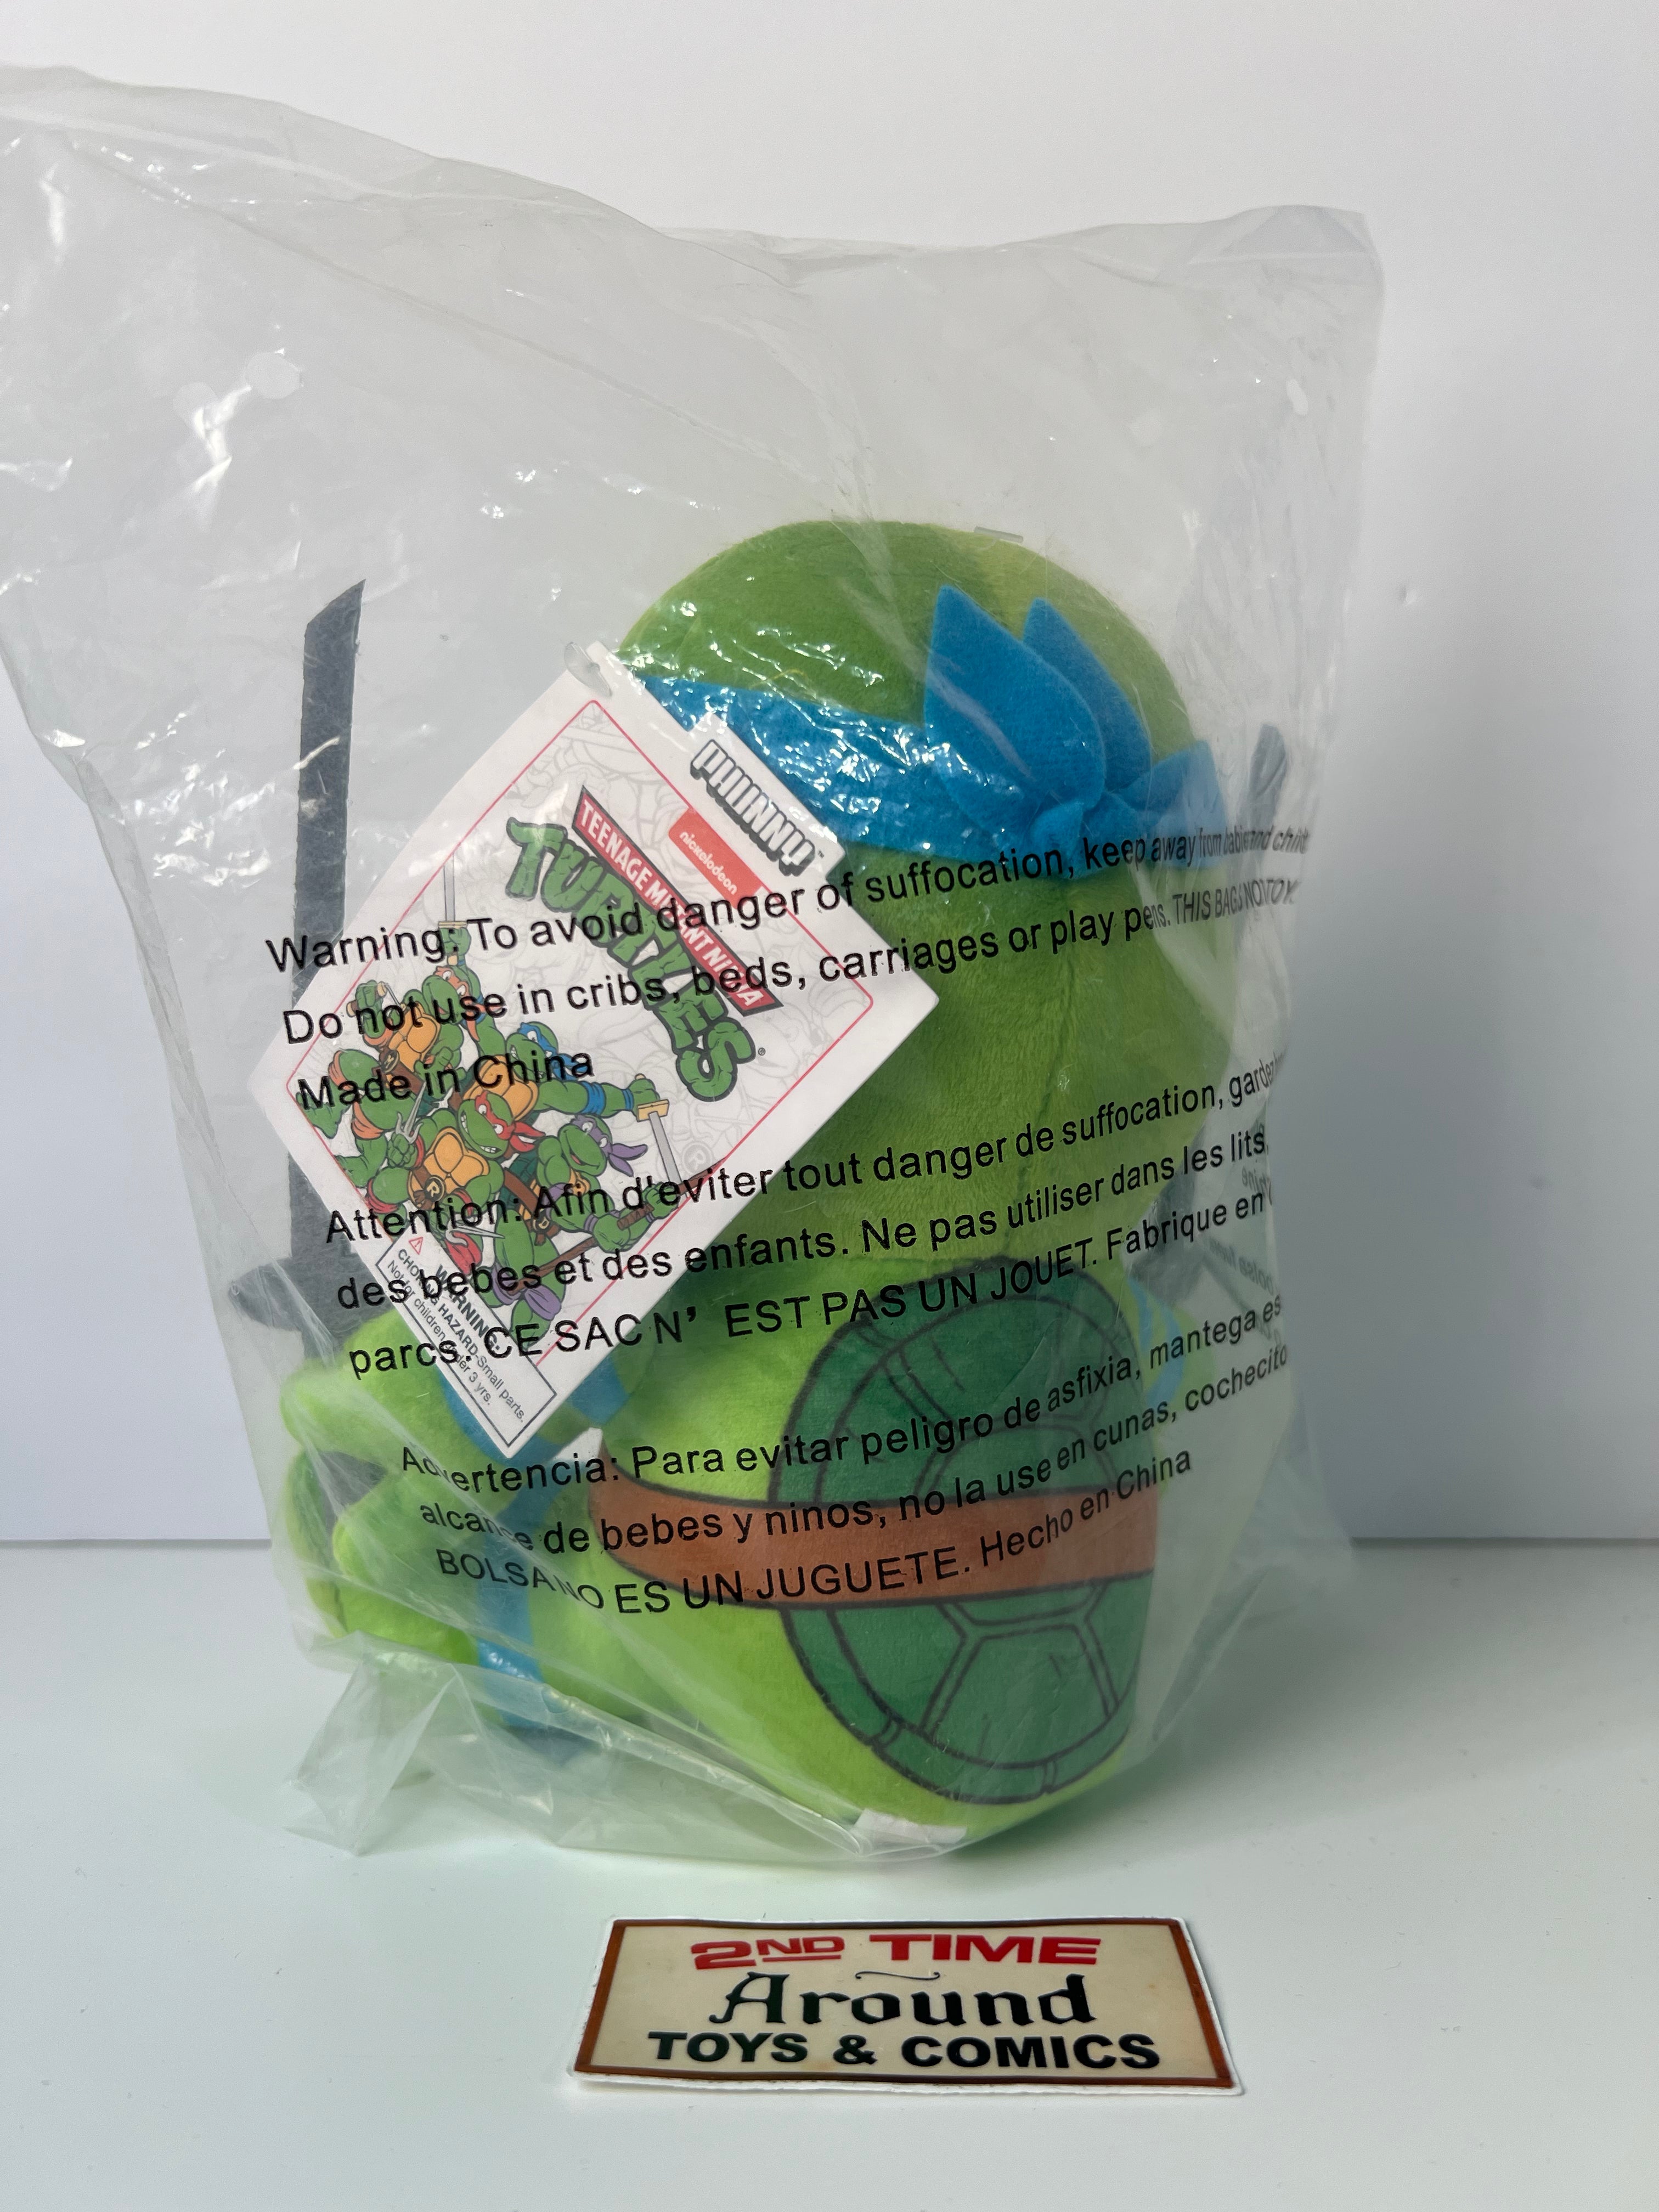 PHUNNY™
nickelodeon
TEENAGE MUTANT NINJA
TURTLES®
Warning: To avoid danger of suffocation, keep away from babies and child
Do not use in cribs, beds, carriages or play pens. THIS BAG IS NOT TOY.
Made in China
Attention: Afin d'eviter tout danger de suffocation, garder
des bebes et des enfants. Ne pas utiliser dans les lits,
parcs. CE SAC N' EST PAS UN JOUET. Fabrique en
WARNING:
CHOKING HAZARD-Small parts.
Not for children under 3 yrs.
Advertencia: Para evitar peligro de asfixia, mantega es
alcance de bebes y ninos, no la use en cunas, cochecito
BOLSA NO ES UN JUGUETE. Hecho en China
2ND TIME
Around
TOYS & COMICS